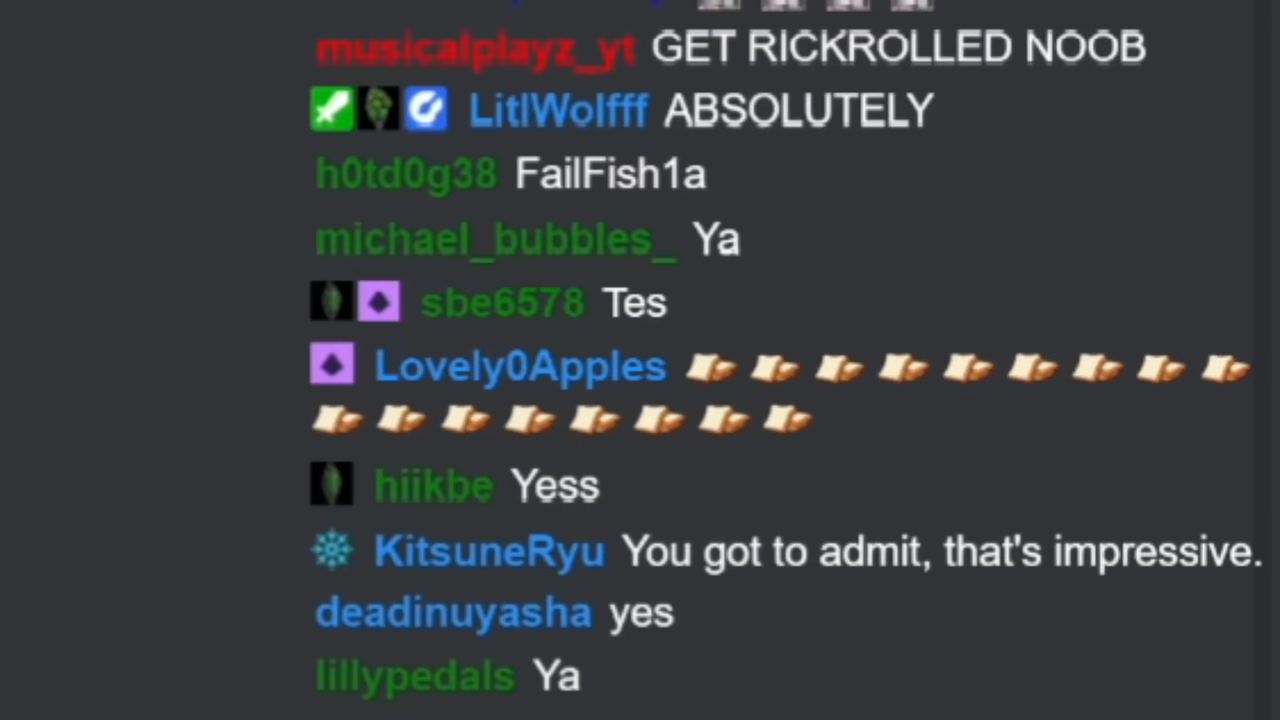 musicalplayz_yt GET RICKROLLED NOOB
LitlWolfff ABSOLUTELY
h0td0g38 FailFish1a
michael_bubbles_ Ya
sbe6578 Tes
Lovely0Apples
hiikbe Yess
KitsuneRyu You got to admit, that's impressive.
deadinuyasha yes
lillypedals Ya